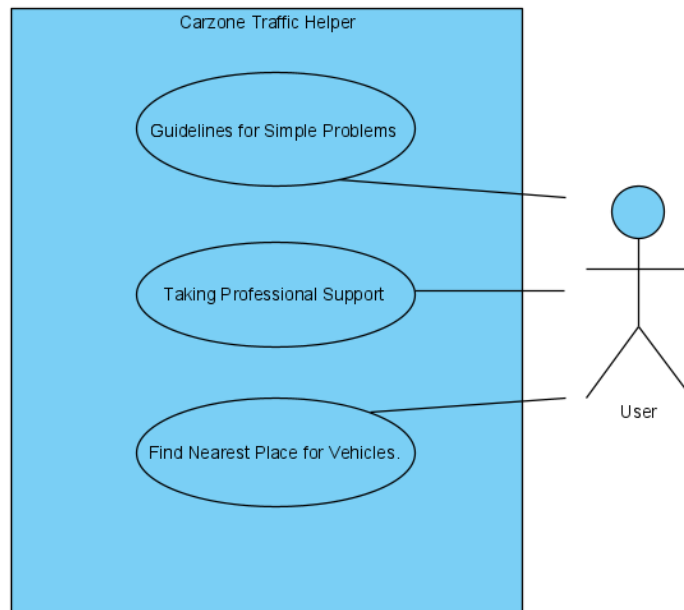 Carzone Traffic Helper
Guidelines for Simple Problems
Taking Professional Support
Find Nearest Place for Vehicles.
User